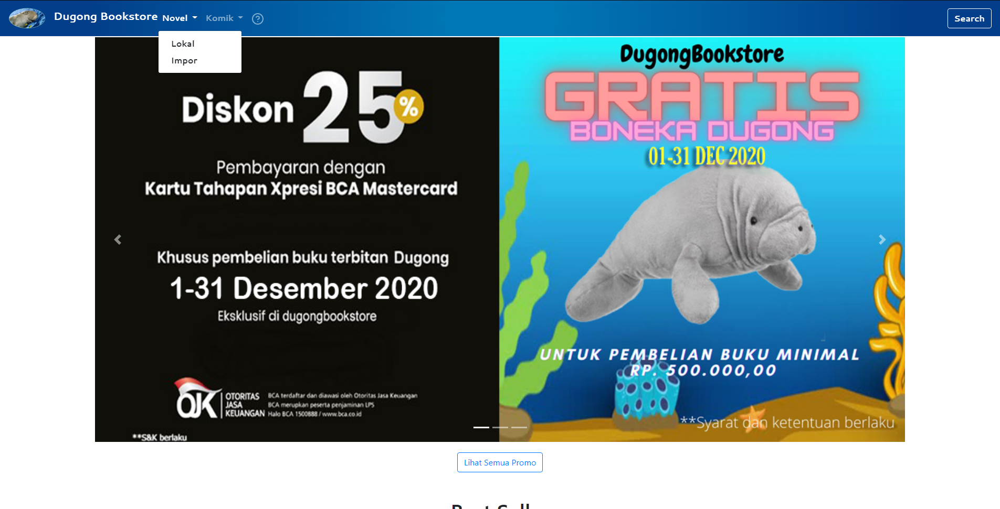 Dugong Bookstore Novel Komik
Search
Lokal
Impor
Diskon 25%
Pembayaran dengan
Kartu Tahapan Xpresi BCA Mastercard
Khusus pembelian buku terbitan Dugong
1-31 Desember 2020
Eksklusif di dugongbookstore
OJK
OTORITAS
JASA
KEUANGAN
BCA terdaftar dan diawasi oleh Otoritas Jasa Keuangan
BCA merupkan peserta penjaminan LPS
Halo BCA 1500888 / www.bca.co.id
**S&K berlaku
DugongBookstore
GRATIS
BONEKA DUGONG
01-31 DEC 2020
UNTUK PEMBELIAN BUKU MINIMAL
RP. 500.000,00
**Syarat dan ketentuan berlaku
Lihat Semua Promo